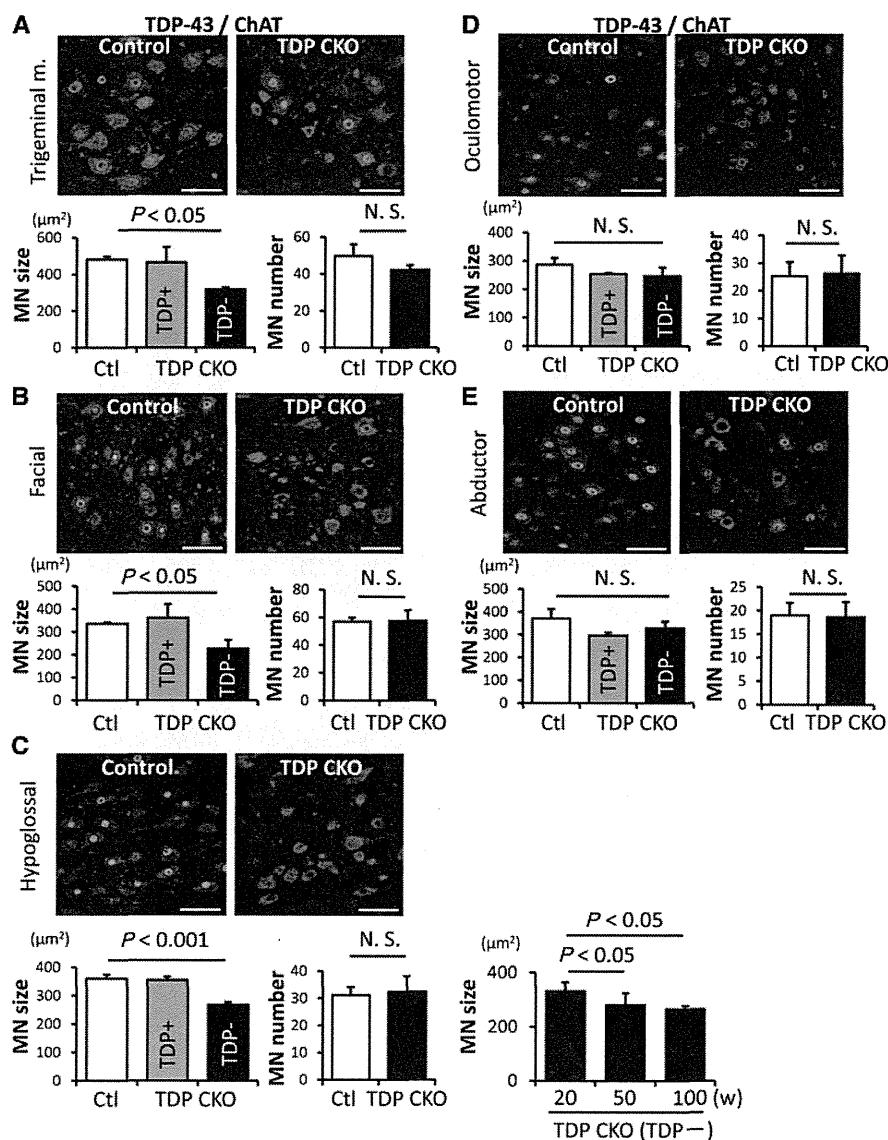 A
TDP-43 / ChAT
Control
TDP CKO
Trigeminal m.
(μm²)
P < 0.05
N. S.
MN size
600
400
200
0
TDP+
TDP-
Ctl
TDP CKO
MN number
60
40
20
0
Ctl TDP CKO
B
Control
TDP CKO
Facial
(μm²)
P < 0.05
N. S.
MN size
500
400
300
200
100
0
TDP+
TDP-
Ctl
TDP CKO
MN number
80
60
40
20
0
Ctl TDP CKO
C
Control
TDP CKO
Hypoglossal
(μm²)
P < 0.001
N. S.
MN size
400
300
200
100
0
TDP+
TDP-
Ctl
TDP CKO
MN number
40
30
20
10
0
Ctl TDP CKO
P < 0.05
P < 0.05
MN size
400
200
0
20 50 100 (w)
TDP CKO (TDP—)
D
TDP-43 / ChAT
Control
TDP CKO
Oculomotor
(μm²)
N. S.
N. S.
MN size
400
300
200
100
0
TDP+
TDP-
Ctl
TDP CKO
MN number
40
30
20
10
0
Ctl TDP CKO
E
Control
TDP CKO
Abductor
(μm²)
N. S.
N. S.
MN size
500
400
300
200
100
0
TDP+
TDP-
Ctl
TDP CKO
MN number
25
20
15
10
5
0
Ctl TDP CKO